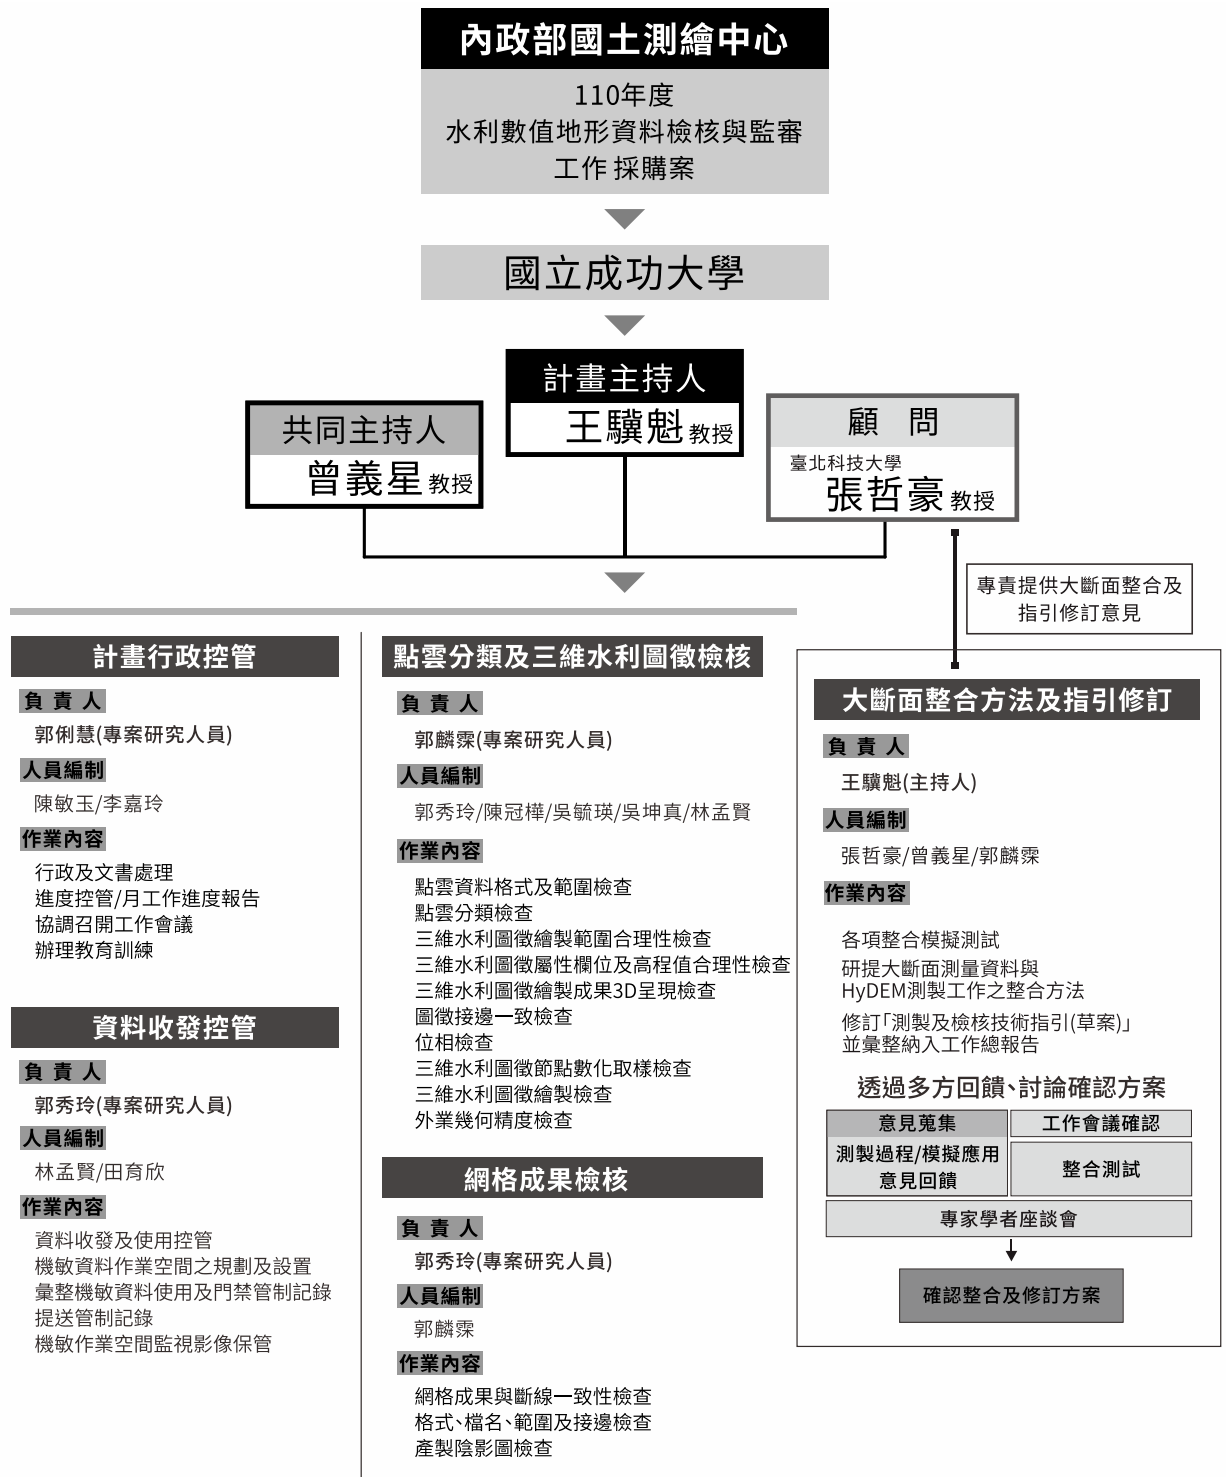 內政部國土測繪中心
110年度
水利數值地形資料檢核與監審
工作 採購案
國立成功大學
計畫主持人
王驥魁 教授
共同主持人
曾義星 教授
顧 問
臺北科技大學
張哲豪 教授
專責提供大斷面整合及
指引修訂意見
計畫行政控管
負 責 人
郭俐慧(專案研究人員)
人員編制
陳敏玉/李嘉玲
作業內容
行政及文書處理
進度控管/月工作進度報告
協調召開工作會議
辦理教育訓練
資料收發控管
負 責 人
郭秀玲(專案研究人員)
人員編制
林孟賢/田育欣
作業內容
資料收發及使用控管
機敏資料作業空間之規劃及設置
彙整機敏資料使用及門禁管制記錄
提送管制記錄
機敏作業空間監視影像保管
點雲分類及三維水利圖徵檢核
負 責 人
郭麟霂(專案研究人員)
人員編制
郭秀玲/陳冠樺/吳毓瑛/吳坤真/林孟賢
作業內容
點雲資料格式及範圍檢查
點雲分類檢查
三維水利圖徵繪製範圍合理性檢查
三維水利圖徵屬性欄位及高程值合理性檢查
三維水利圖徵繪製成果3D呈現檢查
圖徵接邊一致檢查
位相檢查
三維水利圖徵節點數化取樣檢查
三維水利圖徵繪製檢查
外業幾何精度檢查
網格成果檢核
負 責 人
郭秀玲(專案研究人員)
人員編制
郭麟霂
作業內容
網格成果與斷線一致性檢查
格式、檔名、範圍及接邊檢查
產製陰影圖檢查
大斷面整合方法及指引修訂
負 責 人
王驥魁(主持人)
人員編制
張哲豪/曾義星/郭麟霂
作業內容
各項整合模擬測試
研提大斷面測量資料與
HyDEM測製工作之整合方法
修訂「測製及檢核技術指引(草案)」
並彙整納入工作總報告
透過多方回饋、討論確認方案
意見蒐集
測製過程/模擬應用
意見回饋
工作會議確認
整合測試
專家學者座談會
確認整合及修訂方案